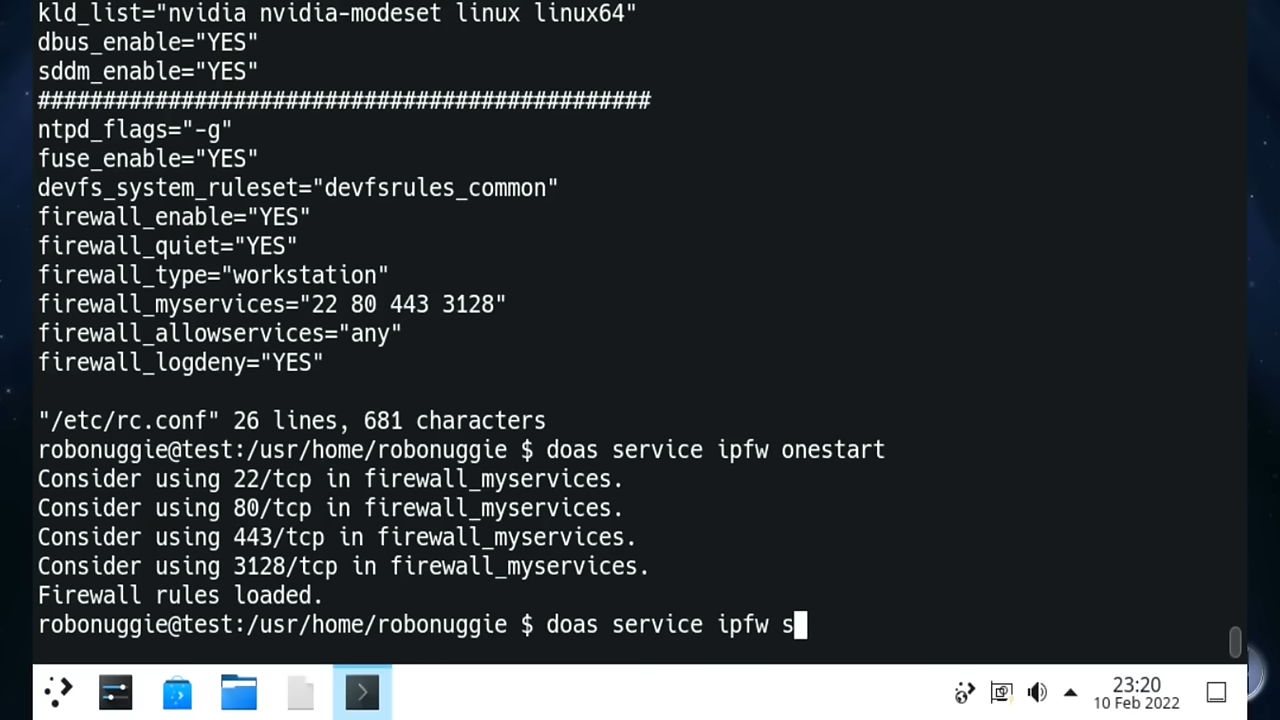 kld_list="nvidia nvidia-modeset linux linux64"
dbus_enable="YES"
sddm_enable="YES"
###############################################
ntpd_flags="-g"
fuse_enable="YES"
devfs_system_ruleset="devfsrules_common"
firewall_enable="YES"
firewall_quiet="YES"
firewall_type="workstation"
firewall_myservices="22 80 443 3128"
firewall_allowservices="any"
firewall_logdeny="YES"
"/etc/rc.conf" 26 lines, 681 characters
robonuggie@test:/usr/home/robonuggie $ doas service ipfw onestart
Consider using 22/tcp in firewall_myservices.
Consider using 80/tcp in firewall_myservices.
Consider using 443/tcp in firewall_myservices.
Consider using 3128/tcp in firewall_myservices.
Firewall rules loaded.
robonuggie@test:/usr/home/robonuggie $ doas service ipfw s
23:20
10 Feb 2022